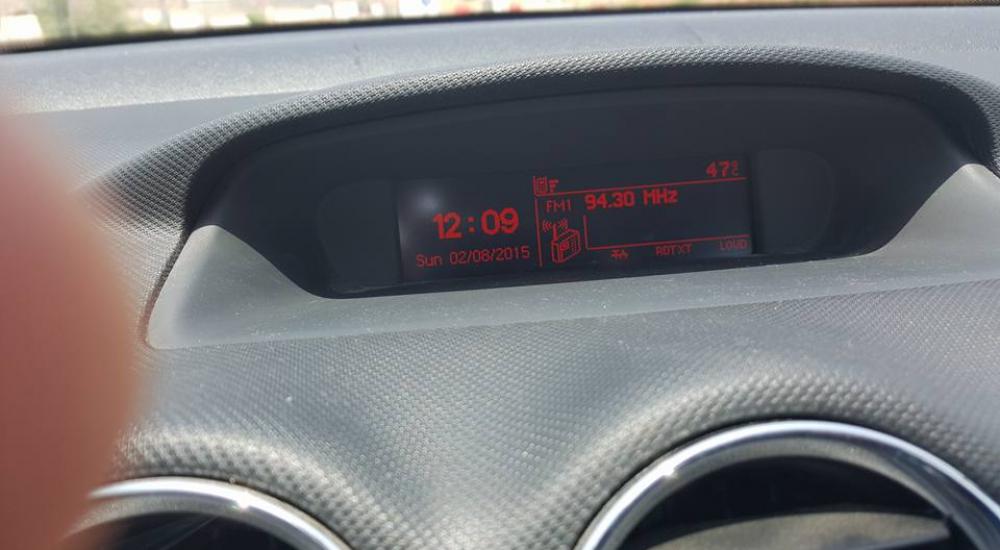 12:09
Sun 02/08/2015
47°C
FM1 94.30 MHz
RDTXT LOUD